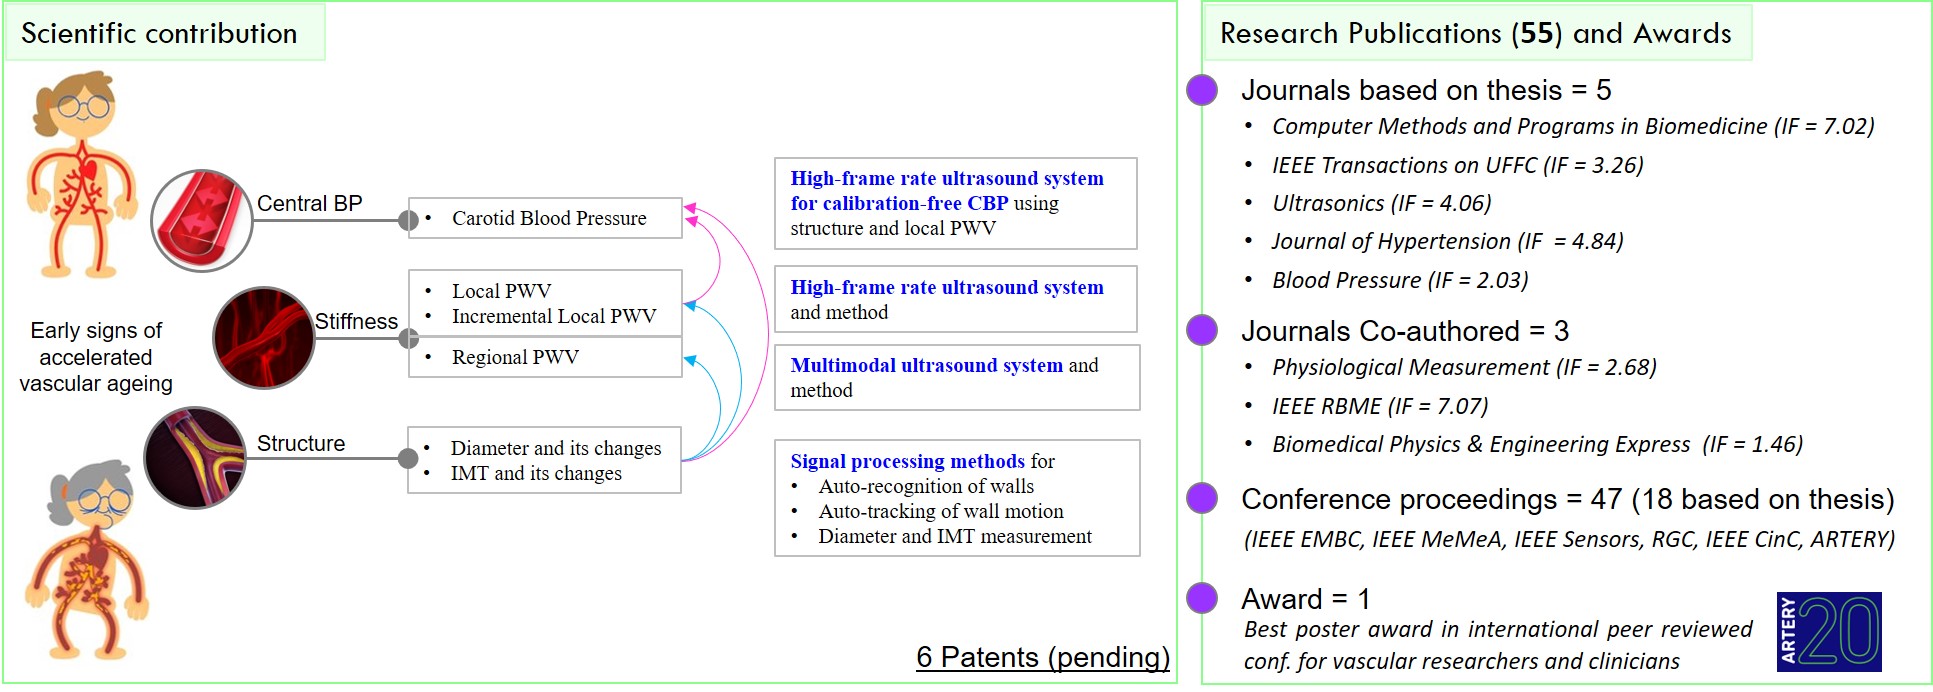 Scientific contribution
Central BP
• Carotid Blood Pressure
Early signs of
accelerated
vascular ageing
Stiffness
• Local PWV
• Incremental Local PWV
• Regional PWV
Structure
• Diameter and its changes
• IMT and its changes
High-frame rate ultrasound system
for calibration-free CBP using
structure and local PWV
High-frame rate ultrasound system
and method
Multimodal ultrasound system and
method
Signal processing methods for
• Auto-recognition of walls
• Auto-tracking of wall motion
• Diameter and IMT measurement
6 Patents (pending)
Research Publications (55) and Awards
Journals based on thesis = 5
• Computer Methods and Programs in Biomedicine (IF = 7.02)
• IEEE Transactions on UFFC (IF = 3.26)
• Ultrasonics (IF = 4.06)
• Journal of Hypertension (IF = 4.84)
• Blood Pressure (IF = 2.03)
Journals Co-authored = 3
• Physiological Measurement (IF = 2.68)
• IEEE RBME (IF = 7.07)
• Biomedical Physics & Engineering Express (IF = 1.46)
Conference proceedings = 47 (18 based on thesis)
(IEEE EMBC, IEEE MeMeA, IEEE Sensors, RGC, IEEE CinC, ARTERY)
Award = 1
Best poster award in international peer reviewed
conf. for vascular researchers and clinicians
ARTERY
20